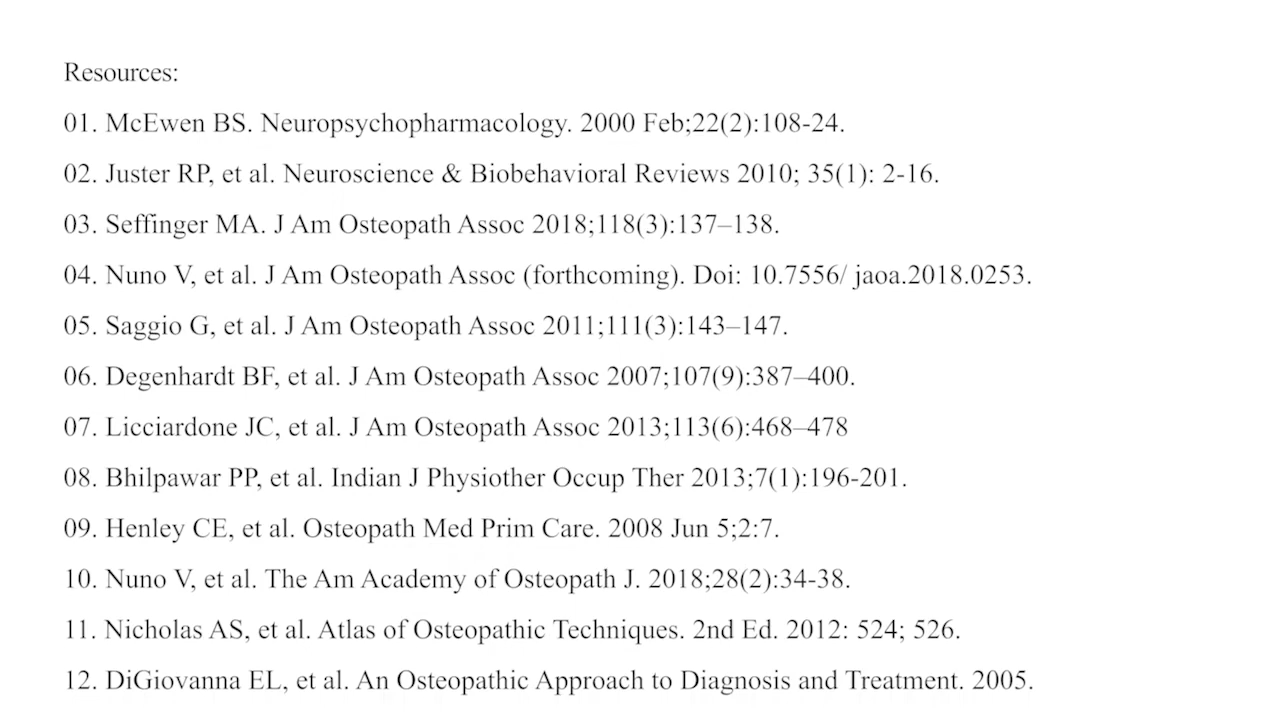 Resources:
01. McEwen BS. Neuropsychopharmacology. 2000 Feb;22(2):108-24.
02. Juster RP, et al. Neuroscience & Biobehavioral Reviews 2010; 35(1): 2-16.
03. Seffinger MA. J Am Osteopath Assoc 2018;118(3):137–138.
04. Nuno V, et al. J Am Osteopath Assoc (forthcoming). Doi: 10.7556/ jaoa.2018.0253.
05. Saggio G, et al. J Am Osteopath Assoc 2011;111(3):143–147.
06. Degenhardt BF, et al. J Am Osteopath Assoc 2007;107(9):387–400.
07. Licciardone JC, et al. J Am Osteopath Assoc 2013;113(6):468–478
08. Bhilpawar PP, et al. Indian J Physiother Occup Ther 2013;7(1):196-201.
09. Henley CE, et al. Osteopath Med Prim Care. 2008 Jun 5;2:7.
10. Nuno V, et al. The Am Academy of Osteopath J. 2018;28(2):34-38.
11. Nicholas AS, et al. Atlas of Osteopathic Techniques. 2nd Ed. 2012: 524; 526.
12. DiGiovanna EL, et al. An Osteopathic Approach to Diagnosis and Treatment. 2005.